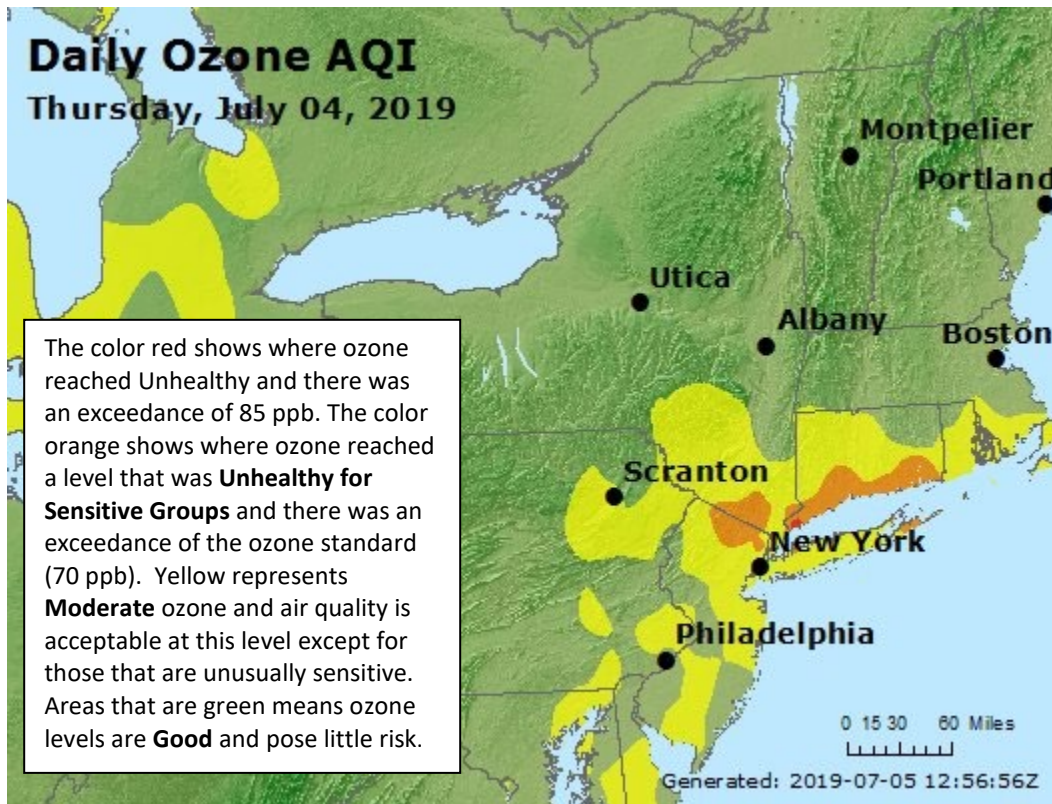 Daily Ozone AQI
Thursday, July 04, 2019
Montpelier
Portland
Utica
Albany
Boston
The color red shows where ozone
reached Unhealthy and there was
an exceedance of 85 ppb. The color
orange shows where ozone reached
a level that was Unhealthy for
Sensitive Groups and there was an
exceedance of the ozone standard
(70 ppb).  Yellow represents
Moderate ozone and air quality is
acceptable at this level except for
those that are unusually sensitive.
Areas that are green means ozone
levels are Good and pose little risk.
Scranton
New York
Philadelphia
0 15 30 60 Miles
Generated: 2019-07-05 12:56:56Z